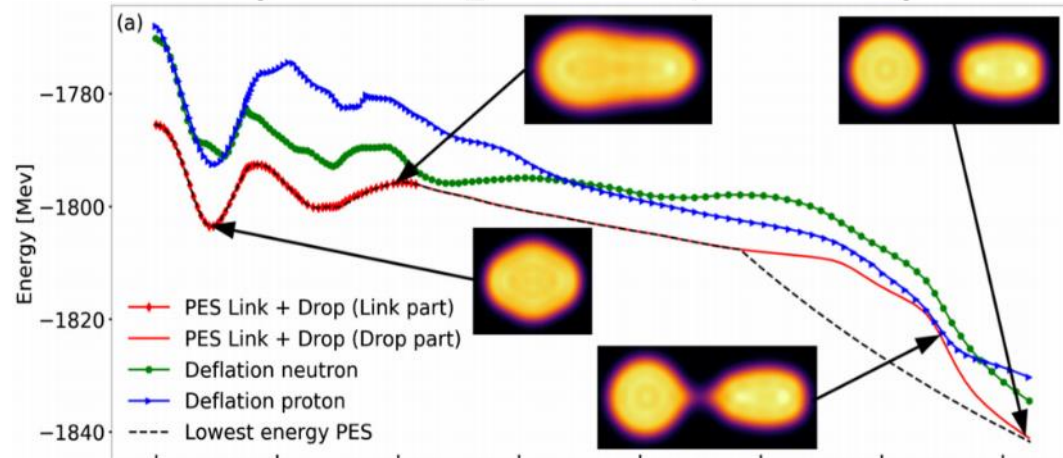 (a)
−1780
−1800
−1820
−1840
Energy [Mev]
PES Link + Drop (Link part)
PES Link + Drop (Drop part)
Deflation neutron
Deflation proton
Lowest energy PES